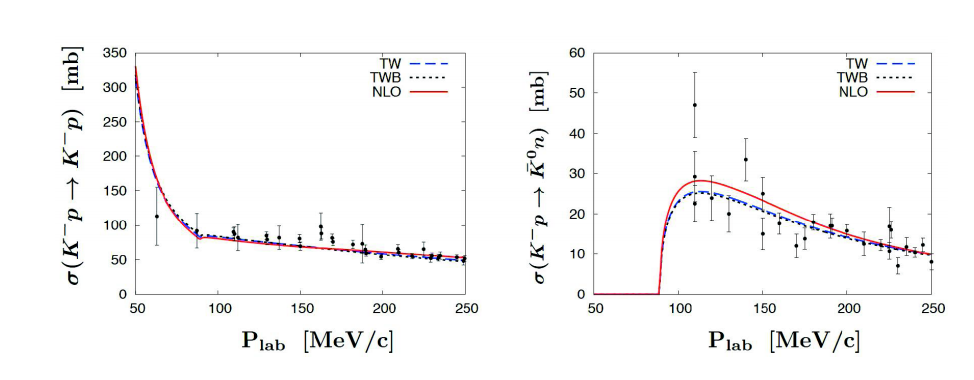 σ(K⁻p → K⁻p) [mb]
350
300
250
200
150
100
50
0
TW
TWB
NLO
50 100 150 200 250
P_lab [MeV/c]
σ(K⁻p → K̄⁰n) [mb]
60
50
40
30
20
10
0
TW
TWB
NLO
50 100 150 200 250
P_lab [MeV/c]